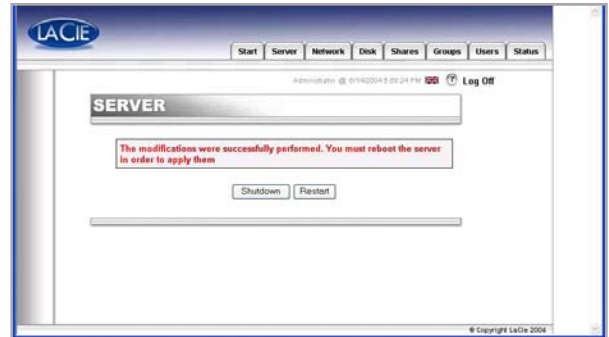 LACIE
Start Server Network Disk Shares Groups Users Status
Administrator @ Log Off
SERVER
The modifications were successfully performed. You must reboot the server
in order to apply them
Shutdown Restart
© Copyright LaCie 2004